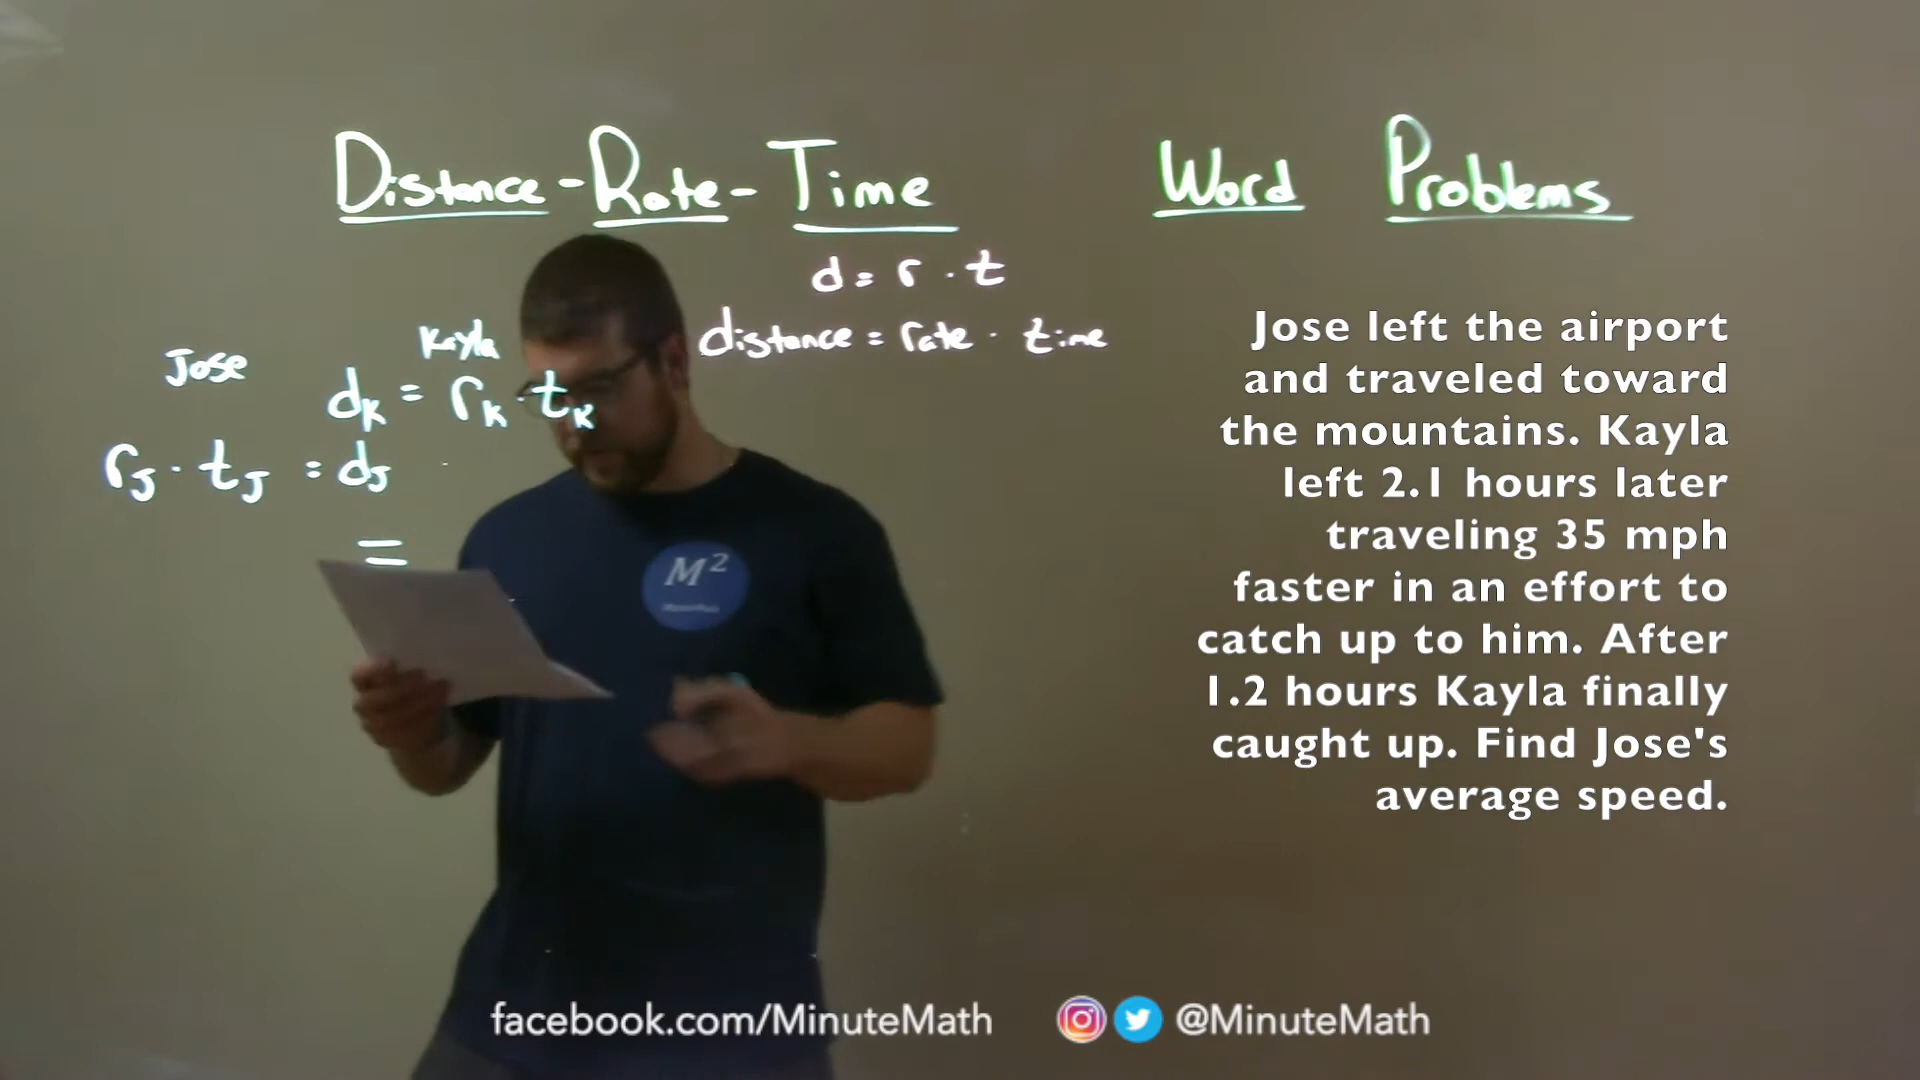 Distance-Rate-Time Word Problems
d = r · t
distance = rate · time
Jose
Kayla
dK = rK · tK
rJ · tJ = dJ
=
M²
Jose left the airport
and traveled toward
the mountains. Kayla
left 2.1 hours later
traveling 35 mph
faster in an effort to
catch up to him. After
1.2 hours Kayla finally
caught up. Find Jose's
average speed.
facebook.com/MinuteMath
@MinuteMath